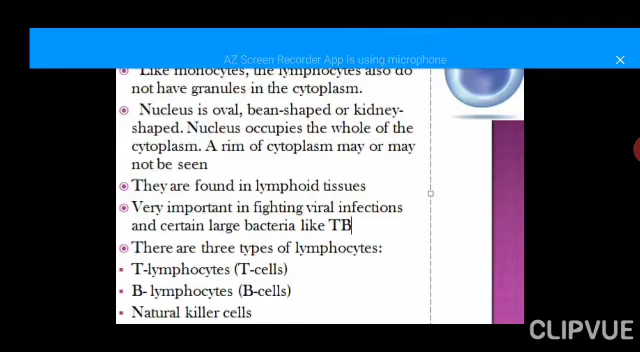 AZ Screen Recorder App is using microphone
Like monocytes, the lymphocytes also do
not have granules in the cytoplasm.
Nucleus is oval, bean-shaped or kidney-
shaped. Nucleus occupies the whole of the
cytoplasm. A rim of cytoplasm may or may
not be seen
They are found in lymphoid tissues
Very important in fighting viral infections
and certain large bacteria like TB
There are three types of lymphocytes:
T-lymphocytes (T-cells)
B- lymphocytes (B-cells)
Natural killer cells
CLIPVUE